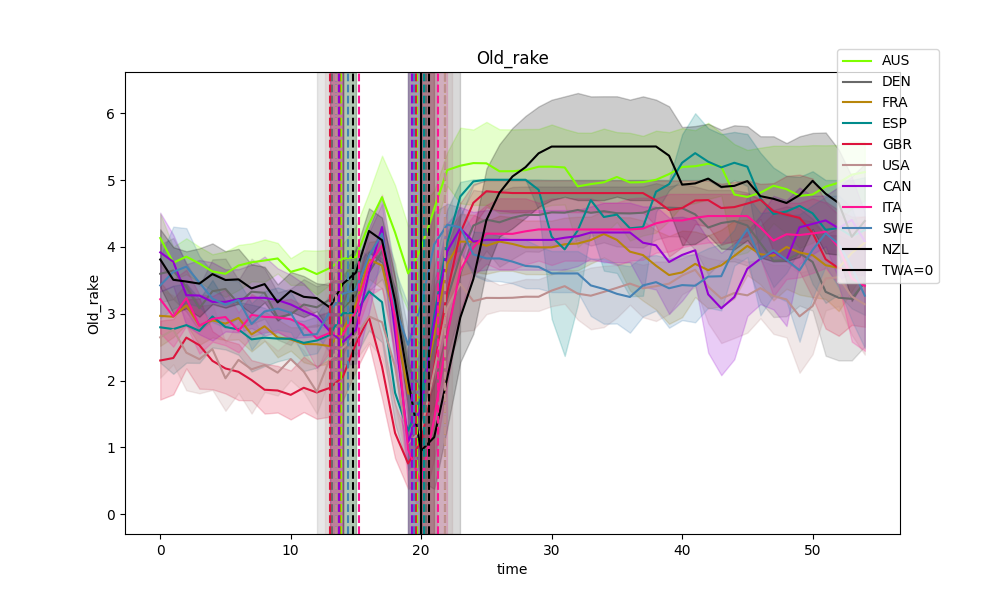 Old_rake
AUS
DEN
FRA
ESP
GBR
USA
CAN
ITA
SWE
NZL
TWA=0
Old_rake
6
5
4
3
2
1
0
0
10
20
30
40
50
time